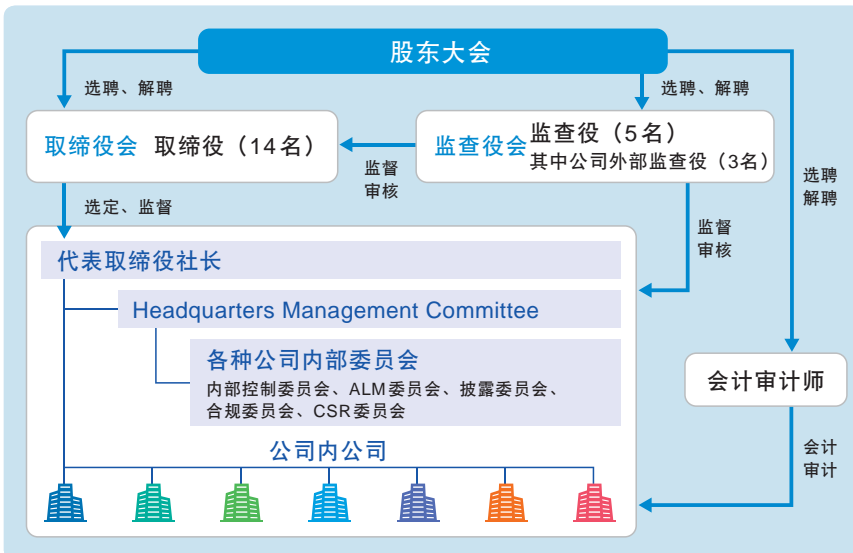 股东大会
选聘、解聘
选聘、解聘
取缔役会 取缔役（14名）
监查役会
监查役（5名）
其中公司外部监查役（3名）
监督
审核
选聘
解聘
选定、监督
监督
审核
代表取缔役社长
Headquarters Management Committee
各种公司内部委员会
内部控制委员会、ALM委员会、披露委员会、
合规委员会、CSR委员会
会计审计师
公司内公司
会计
审计